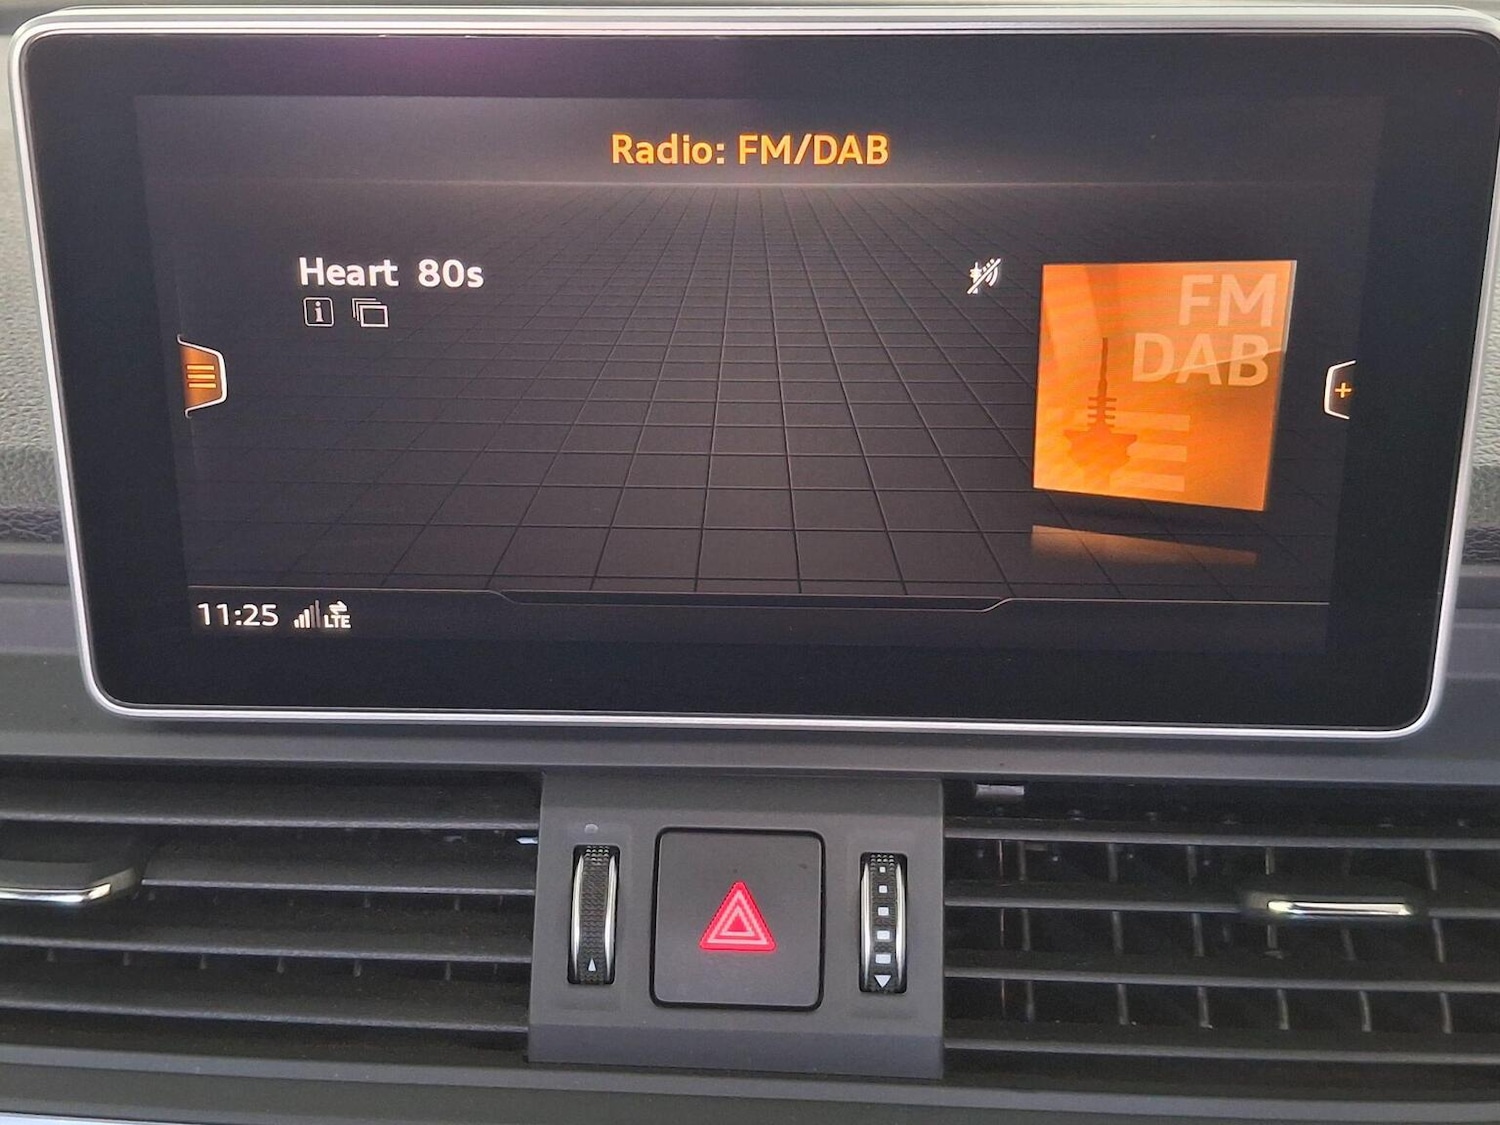 Radio: FM/DAB
Heart 80s
i
FM
DAB
+
11:25 LTE